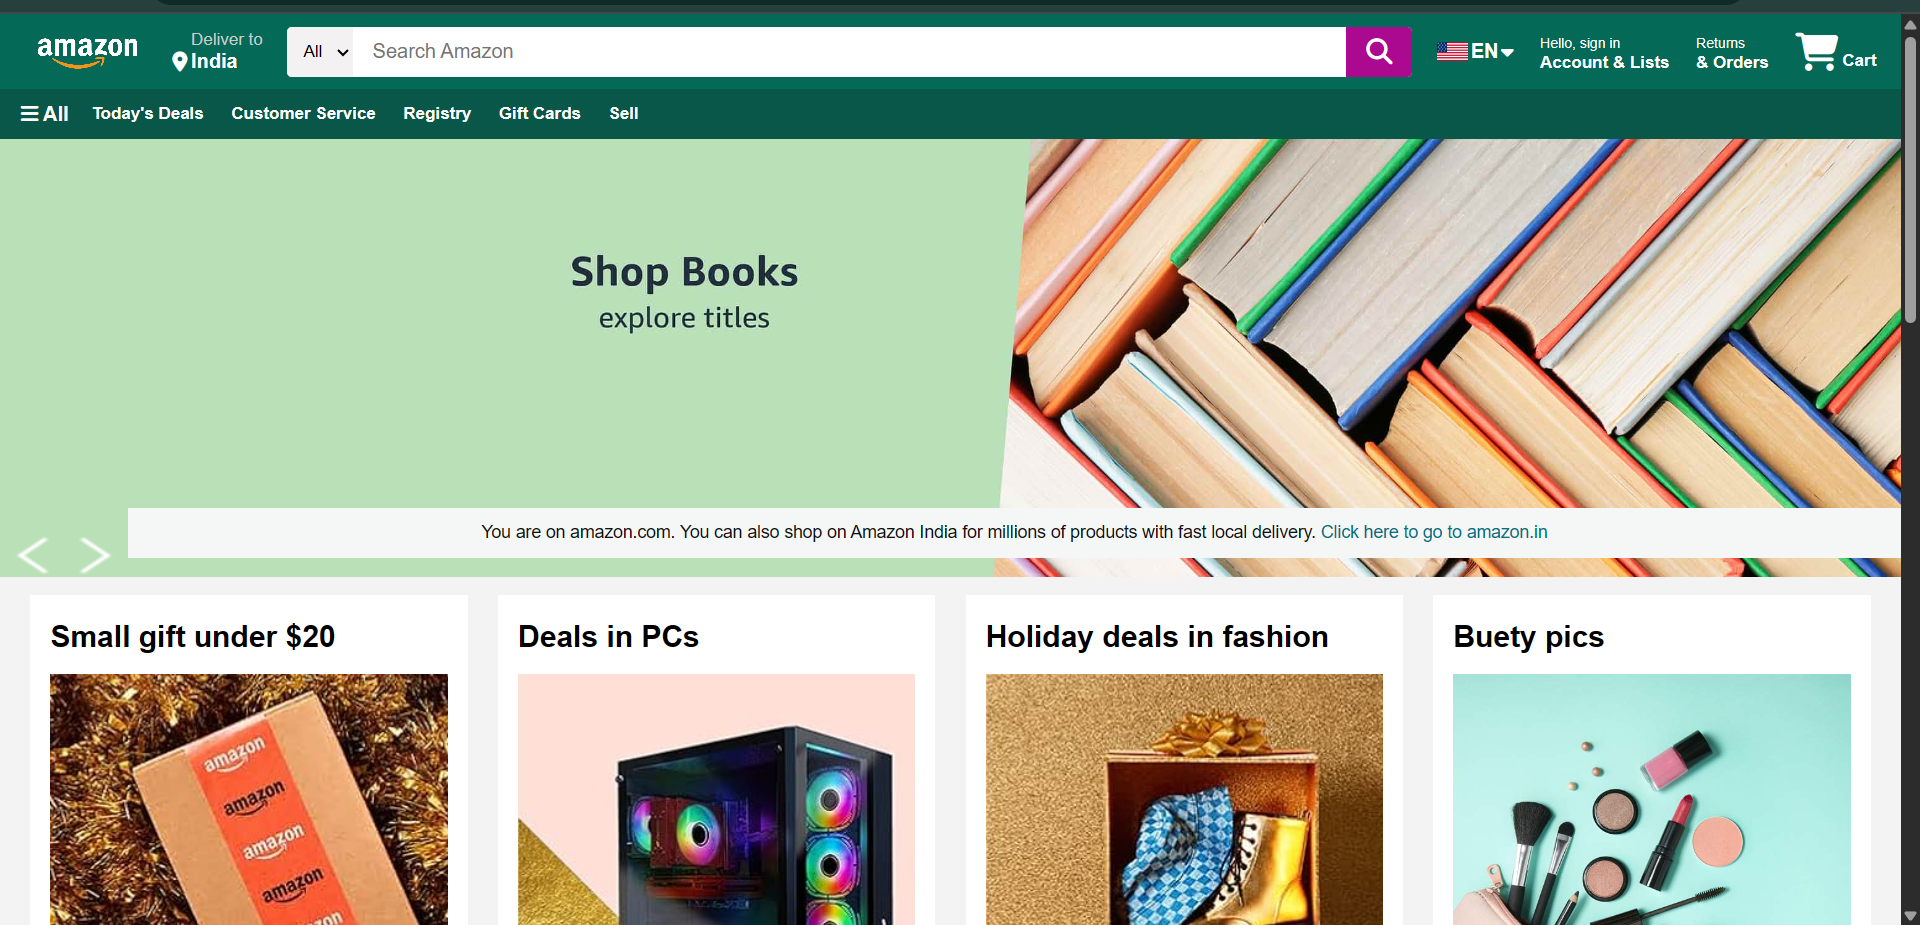 amazon
Deliver to
India
All
Search Amazon
EN
Hello, sign in
Account & Lists
Returns
& Orders
Cart
All
Today's Deals
Customer Service
Registry
Gift Cards
Sell
Shop Books
explore titles
You are on amazon.com. You can also shop on Amazon India for millions of products with fast local delivery. Click here to go to amazon.in
Small gift under $20
Deals in PCs
Holiday deals in fashion
Buety pics
amazon
amazon
amazon
amazon
amazon